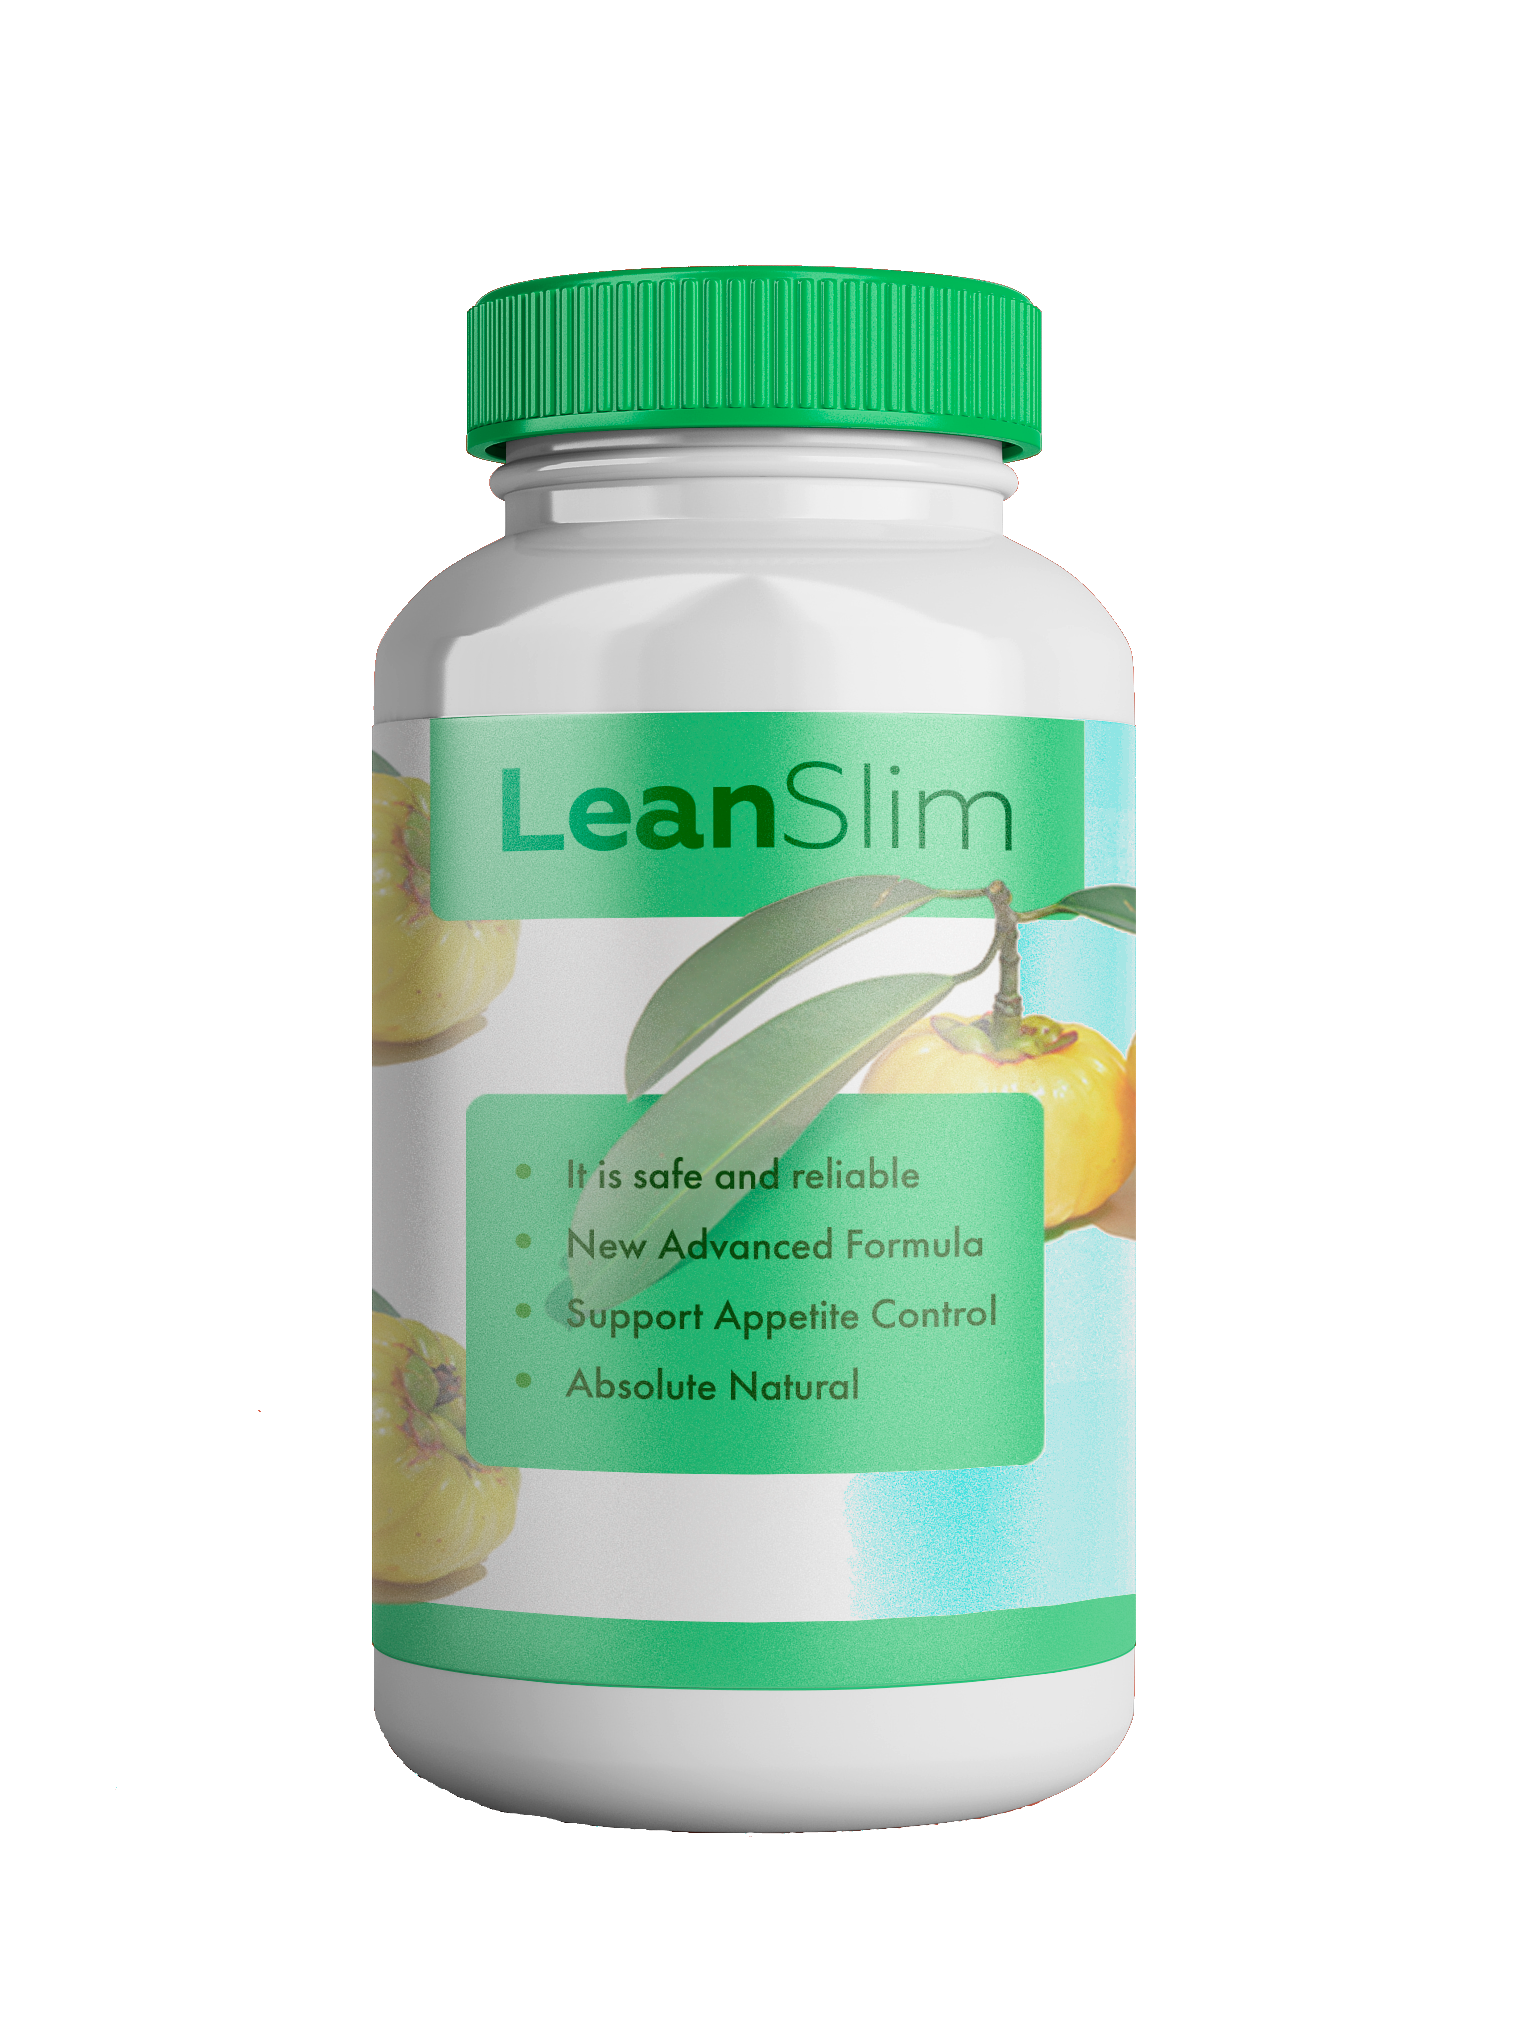 LeanSlim
• It is safe and reliable
• New Advanced Formula
• Support Appetite Control
• Absolute Natural